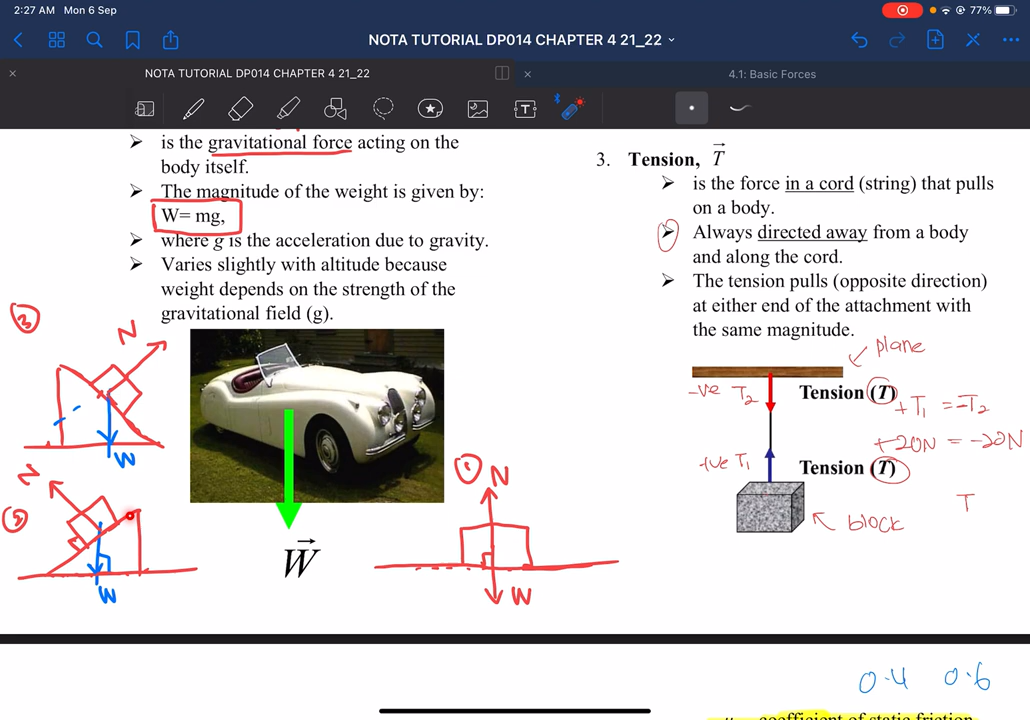 2:27 AM Mon 6 Sep
77%
NOTA TUTORIAL DP014 CHAPTER 4 21_22
NOTA TUTORIAL DP014 CHAPTER 4 21_22
4.1: Basic Forces
is the gravitational force acting on the
body itself.
The magnitude of the weight is given by:
W= mg,
where g is the acceleration due to gravity.
Varies slightly with altitude because
weight depends on the strength of the
gravitational field (g).
3
N
W
N
W
W
1
N
W
3. Tension, T
is the force in a cord (string) that pulls
on a body.
Always directed away from a body
and along the cord.
The tension pulls (opposite direction)
at either end of the attachment with
the same magnitude.
plane
-ve T2
Tension (T)
+T1 = -T2
+20N = -20N
+ve T1
Tension (T)
T
block
0.4 0.6
coefficient of static friction